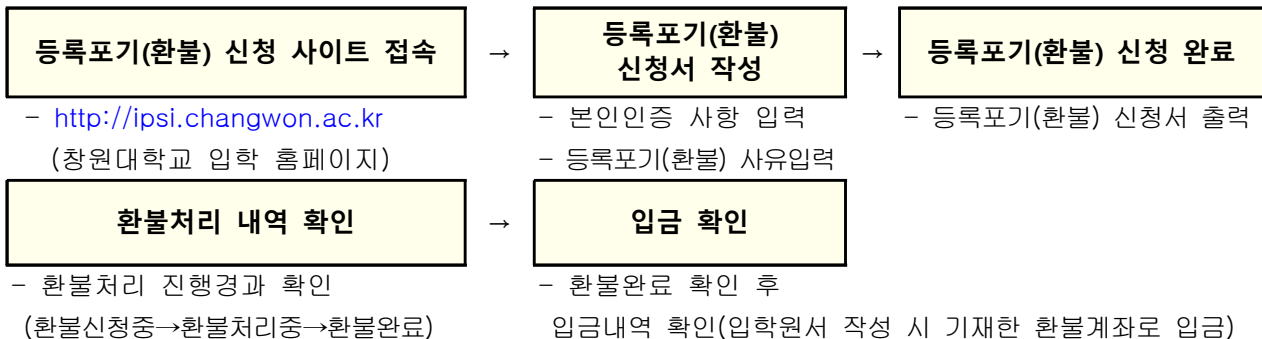 등록포기(환불) 신청 사이트 접속 → 등록포기(환불) 신청서 작성 → 등록포기(환불) 신청 완료
- http://ipsi.changwon.ac.kr
(창원대학교 입학 홈페이지)
- 본인인증 사항 입력
- 등록포기(환불) 사유입력
- 등록포기(환불) 신청서 출력
환불처리 내역 확인 → 입금 확인
- 환불처리 진행경과 확인
(환불신청중→환불처리중→환불완료)
- 환불완료 확인 후
입금내역 확인(입학원서 작성 시 기재한 환불계좌로 입금)